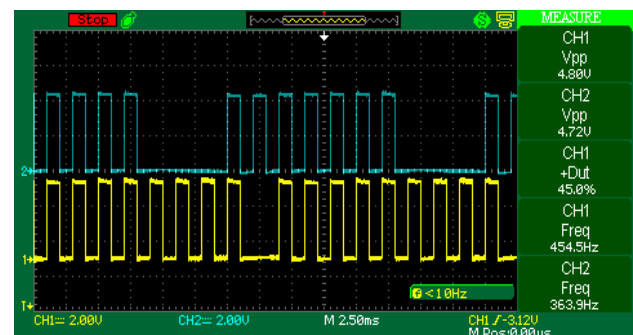 Stop
MEASURE
CH1
Vpp
4.80V
CH2
Vpp
4.72V
CH1
+Dut
45.0%
CH1
Freq
454.5Hz
CH2
Freq
363.9Hz
2
1
T
f <10Hz
CH1 2.00V CH2 2.00V M 2.50ms CH1 -3.12V
M Pos:0.00µs